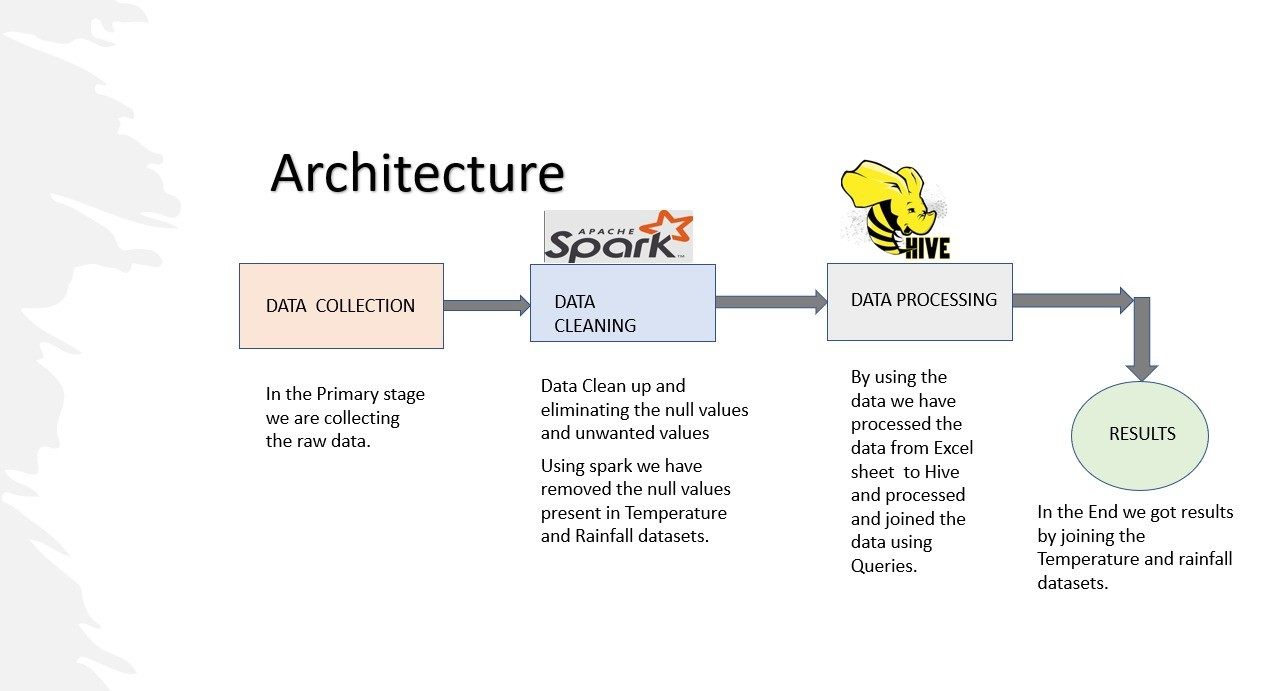 Architecture
APACHE
Spark
TM
HIVE
DATA  COLLECTION
DATA
CLEANING
DATA PROCESSING
In the Primary stage
we are collecting
the raw data.
Data Clean up and
eliminating the null values
and unwanted values
Using spark we have
removed the null values
present in Temperature
and Rainfall datasets.
By using the
data we have
processed the
data from Excel
sheet  to Hive
and processed
and joined the
data using
Queries.
RESULTS
In the End we got results
by joining the
Temperature and rainfall
datasets.